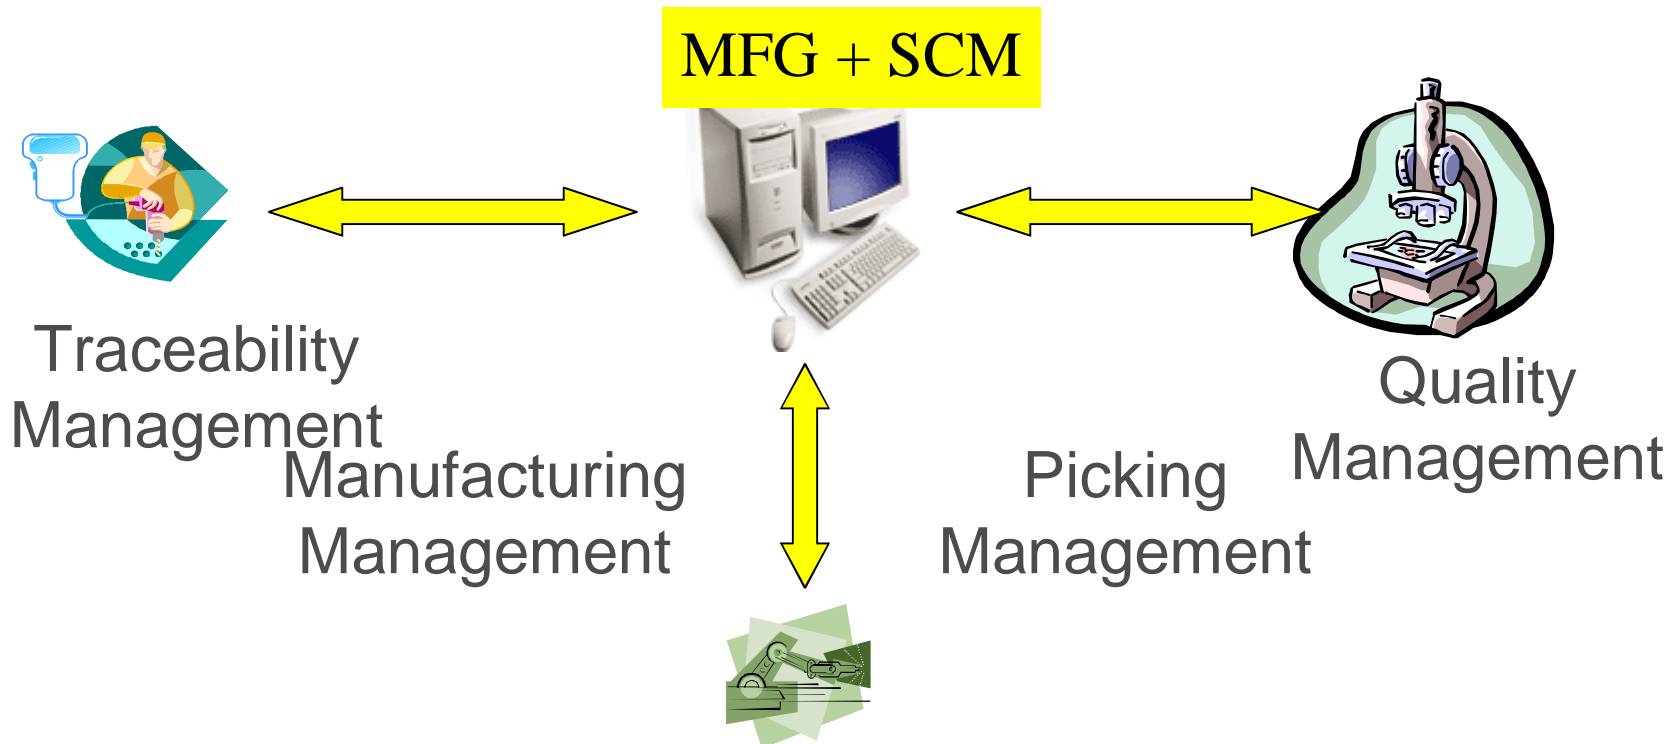 MFG + SCM
Traceability
Management
Manufacturing
Management
Picking
Management
Quality
Management